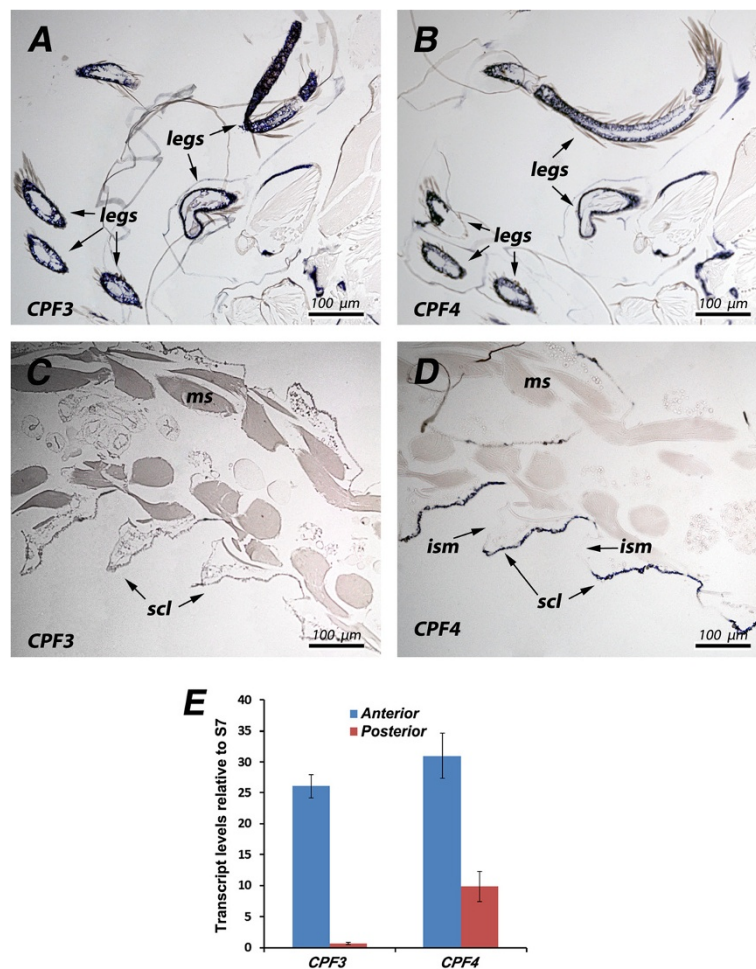 A
legs
legs
CPF3
100 µm
B
legs
legs
CPF4
100 µm
C
ms
scl
CPF3
100 µm
D
ms
ism
ism
scl
CPF4
100 µm
E
Transcript levels relative to S7
40
35
30
25
20
15
10
5
0
Anterior
Posterior
CPF3
CPF4